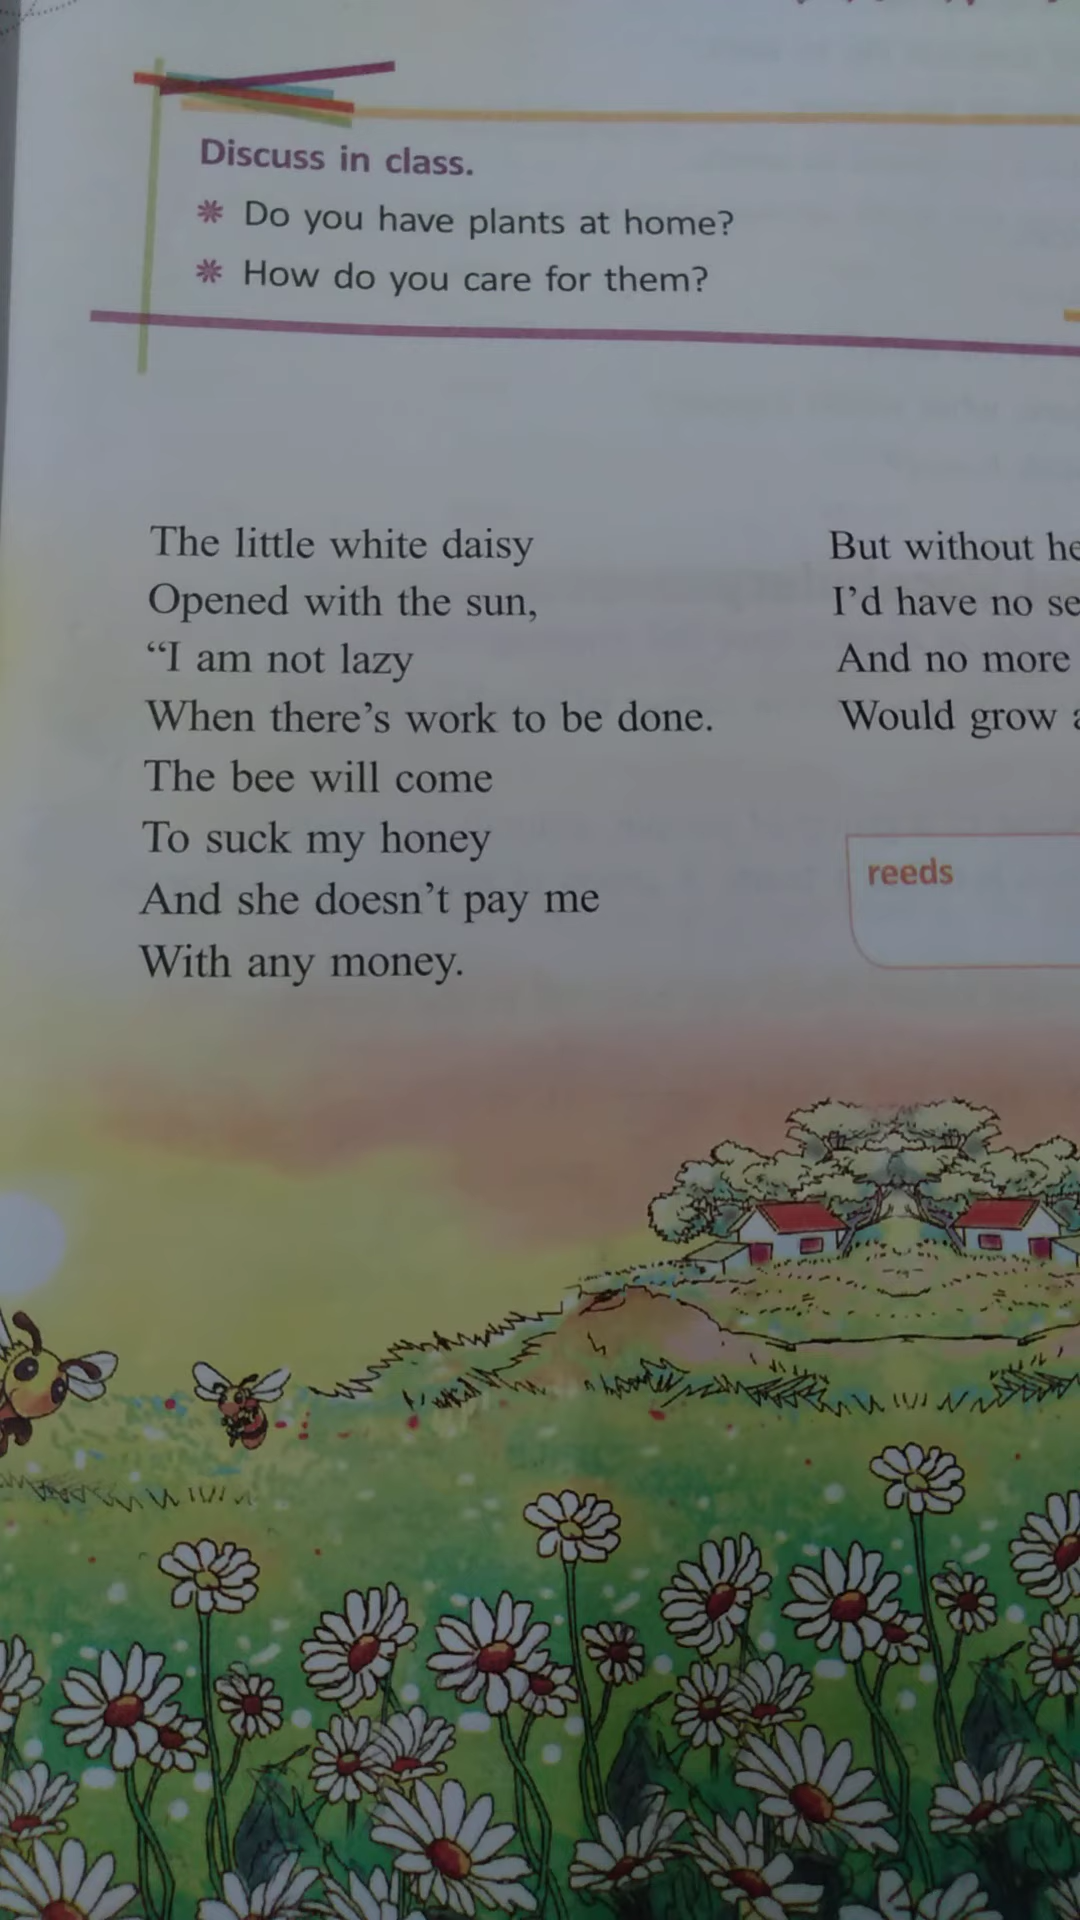 Discuss in class.
Do you have plants at home?
How do you care for them?
The little white daisy
Opened with the sun,
“I am not lazy
When there’s work to be done.
The bee will come
To suck my honey
And she doesn’t pay me
With any money.
But without
I’d have no
And no more
Would grow
reeds